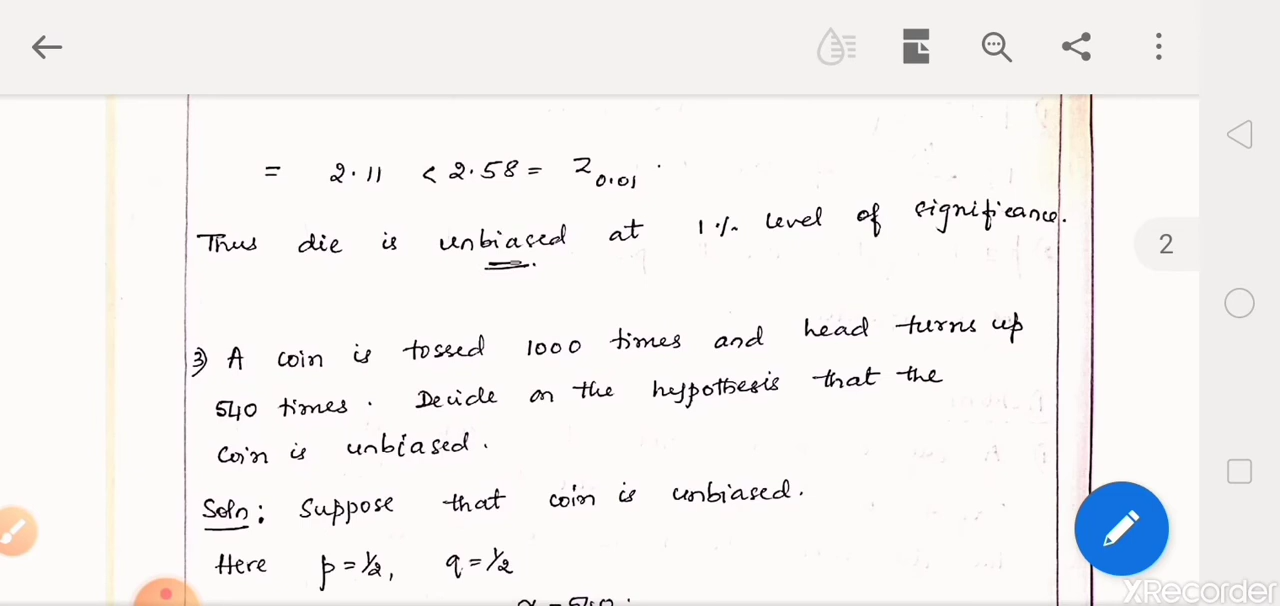 = 2.11 < 2.58 = Z0.01 .
Thus die is unbiased at 1% level of significance.
2
3) A coin is tossed 1000 times and head turns up
540 times. Decide on the hypothesis that the
coin is unbiased.
Soln: Suppose that coin is unbiased.
Here p = 1/2, q = 1/2
XRecorder